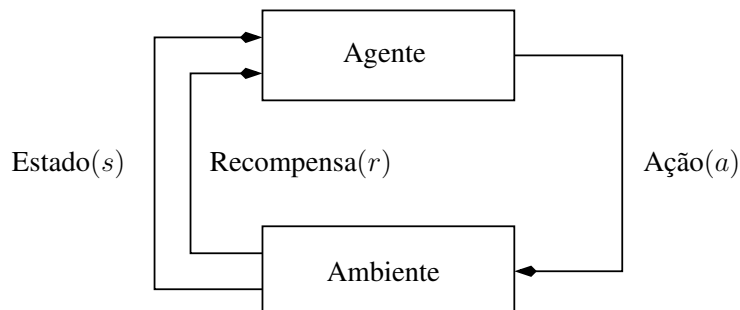 Agente
Estado(s)
Recompensa(r)
Ação(a)
Ambiente